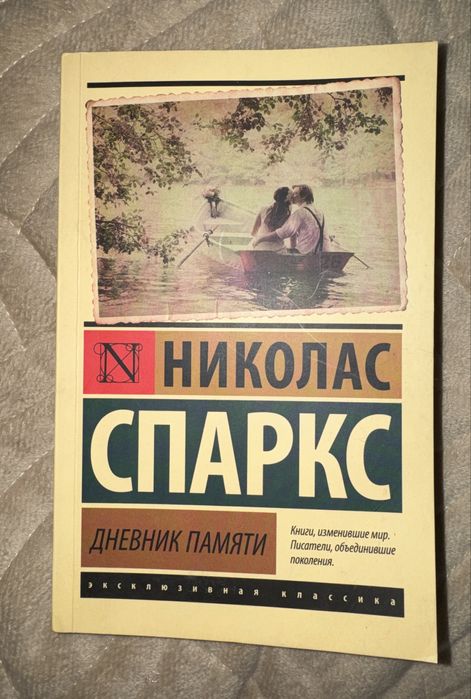 N НИКОЛАС
СПАРКС
ДНЕВНИК ПАМЯТИ
Книги, изменившие мир.
Писатели, объединившие
поколения.
эксклюзивная классика